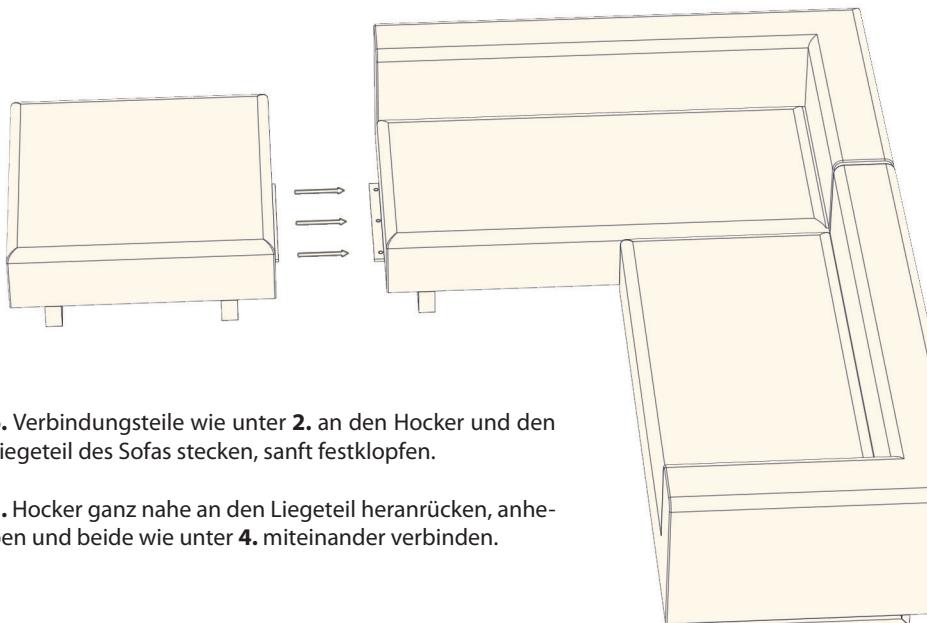 . Verbindungsteile wie unter 2. an den Hocker und den
iegeteil des Sofas stecken, sanft festklopfen.
. Hocker ganz nahe an den Liegeteil heranrücken, anhe-
ben und beide wie unter 4. miteinander verbinden.